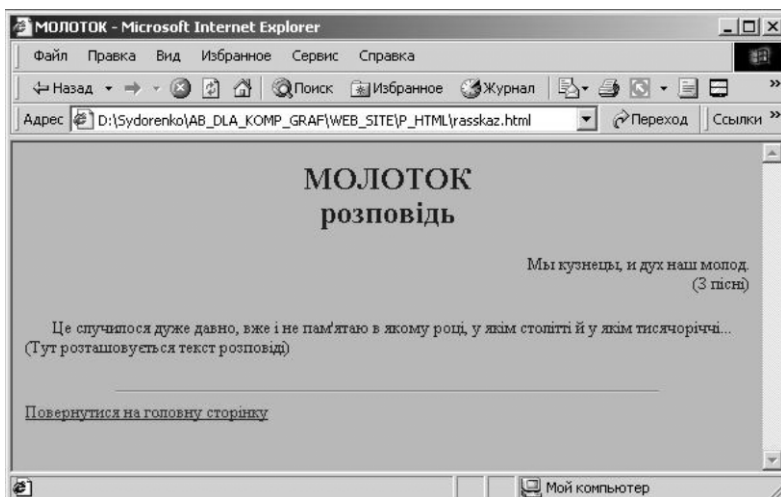 МОЛОТОК - Microsoft Internet Explorer
Файл Правка Вид Избранное Сервис Справка
Назад Поиск Избранное Журнал »
Адрес D:\Sydorenko\AB_DLA_KOMP_GRAF\WEB_SITE\P_HTML\rasskaz.html Переход Ссылки »
МОЛОТОК
розповідь
Мы кузнецы, и дух наш молод.
(З пісні)
Це случилося дуже давно, вже і не пам'ятаю в якому році, у якім столітті й у якім тисячоріччі...
(Тут розташовується текст розповіді)
Повернутися на головну сторінку
Мой компьютер